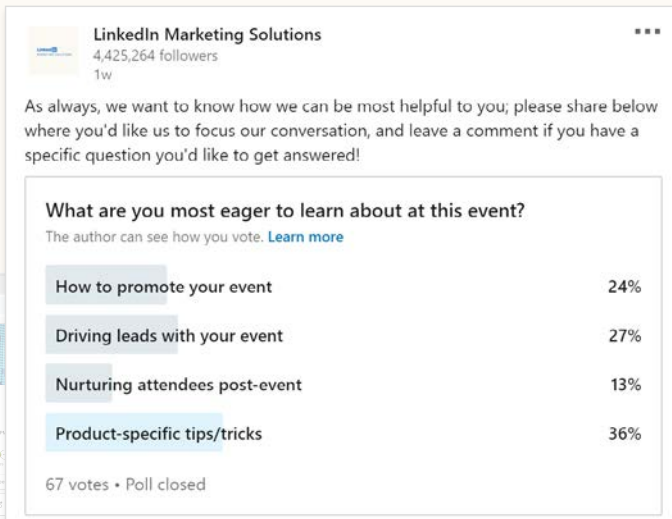 LinkedIn Marketing Solutions
4,425,264 followers
1w
As always, we want to know how we can be most helpful to you; please share below
where you'd like us to focus our conversation, and leave a comment if you have a
specific question you'd like to get answered!
What are you most eager to learn about at this event?
The author can see how you vote. Learn more
How to promote your event 24%
Driving leads with your event 27%
Nurturing attendees post-event 13%
Product-specific tips/tricks 36%
67 votes • Poll closed